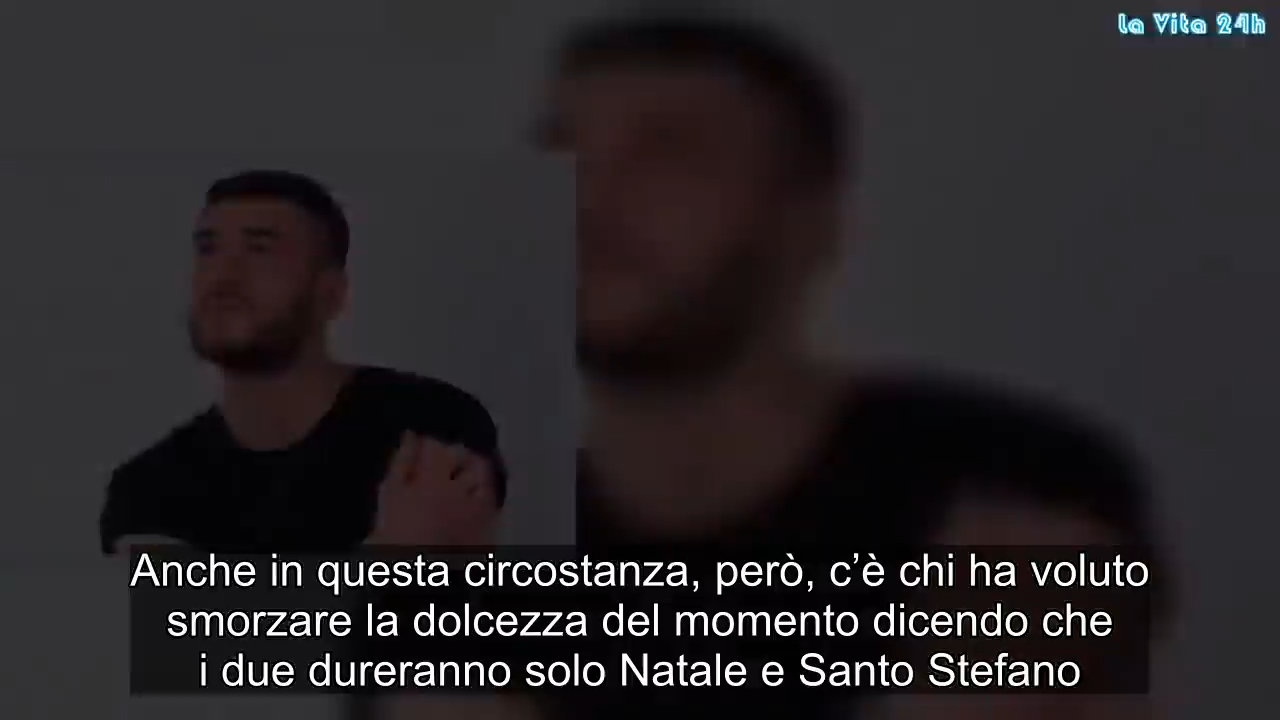 la Vita 24h
Anche in questa circostanza, però, c’è chi ha voluto
smorzare la dolcezza del momento dicendo che
i due dureranno solo Natale e Santo Stefano